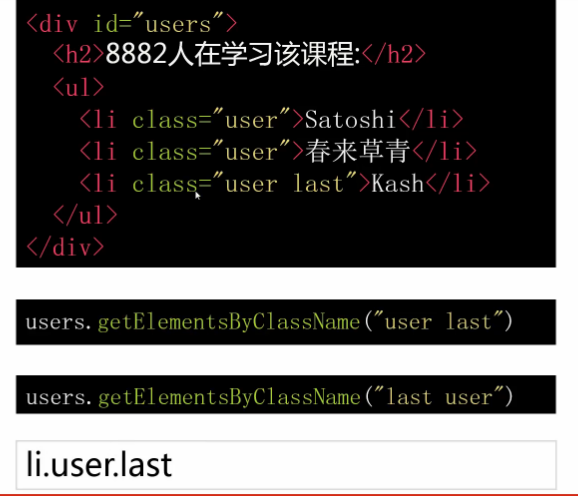 <div id="users">
<h2>8882人在学习该课程:</h2>
<ul>
<li class="user">Satoshi</li>
<li class="user">春来草青</li>
<li class="user last">Kash</li>
</ul>
</div>
users.getElementsByClassName("user last")
users.getElementsByClassName("last user")
li.user.last